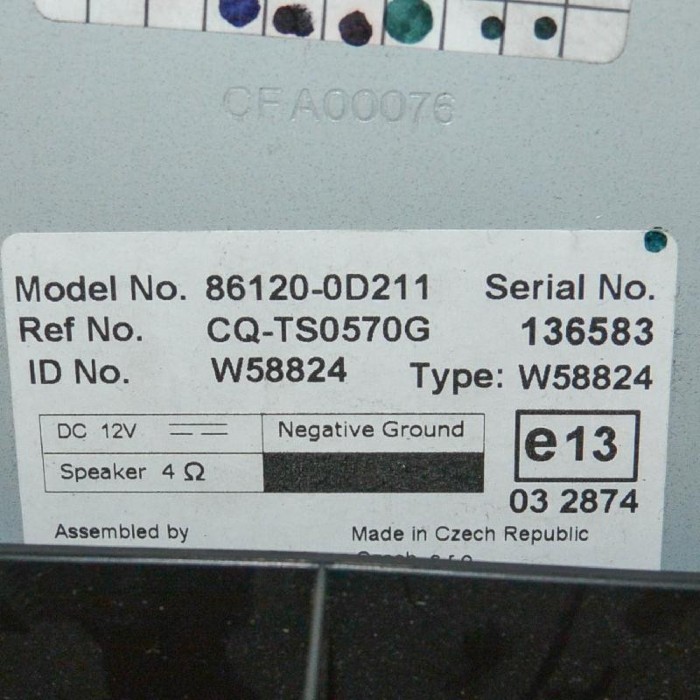 CFA00076
Model No. 86120-0D211 Serial No.
Ref No. CQ-TS0570G 136583
ID No. W58824 Type: W58824
DC 12V Negative Ground
e13
Speaker 4 Ω
03 2874
Assembled by Made in Czech Republic
Czech s.r.o.